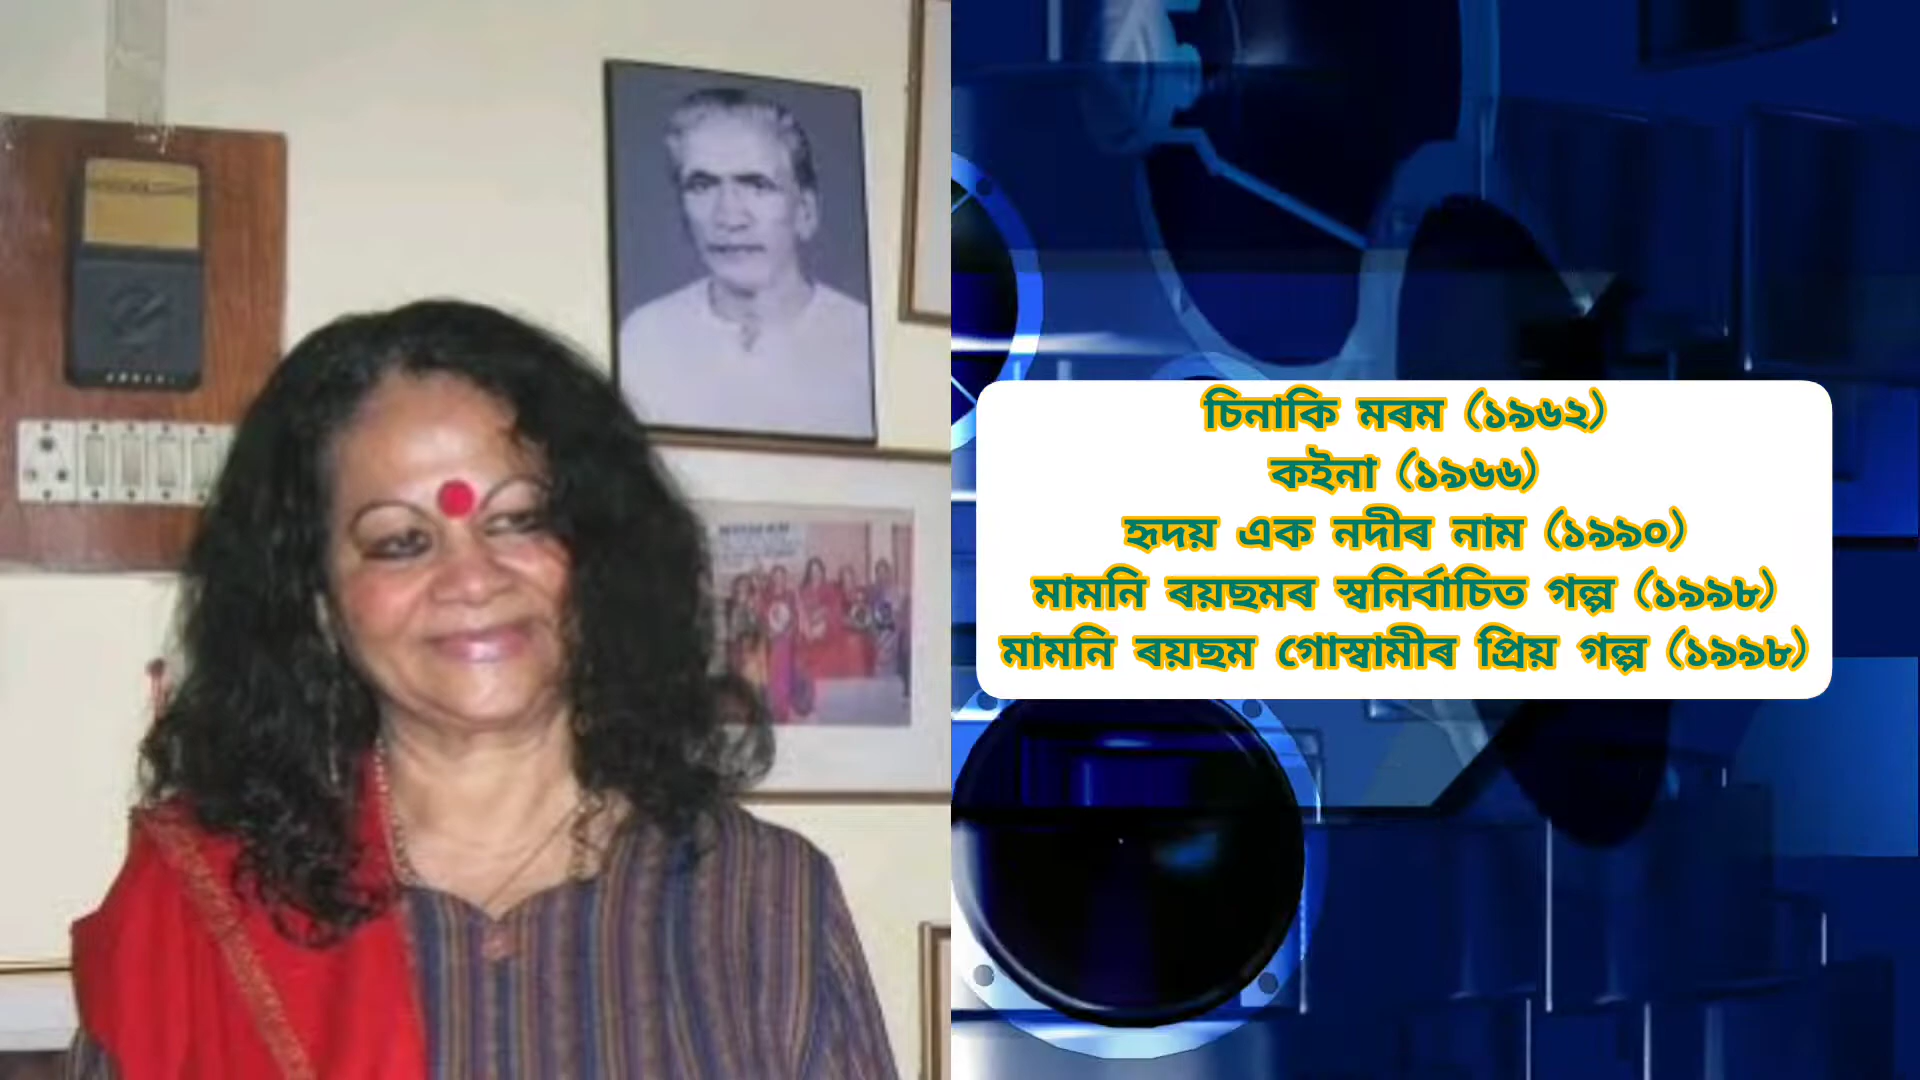 চিনাকি মৰম (১৯৬২)
কইনা (১৯৬৬)
হৃদয় এক নদীৰ নাম (১৯৯০)
মামনি ৰয়ছমৰ স্বনিৰ্বাচিত গল্প (১৯৯৮)
মামনি ৰয়ছম গোস্বামীৰ প্ৰিয় গল্প (১৯৯৮)